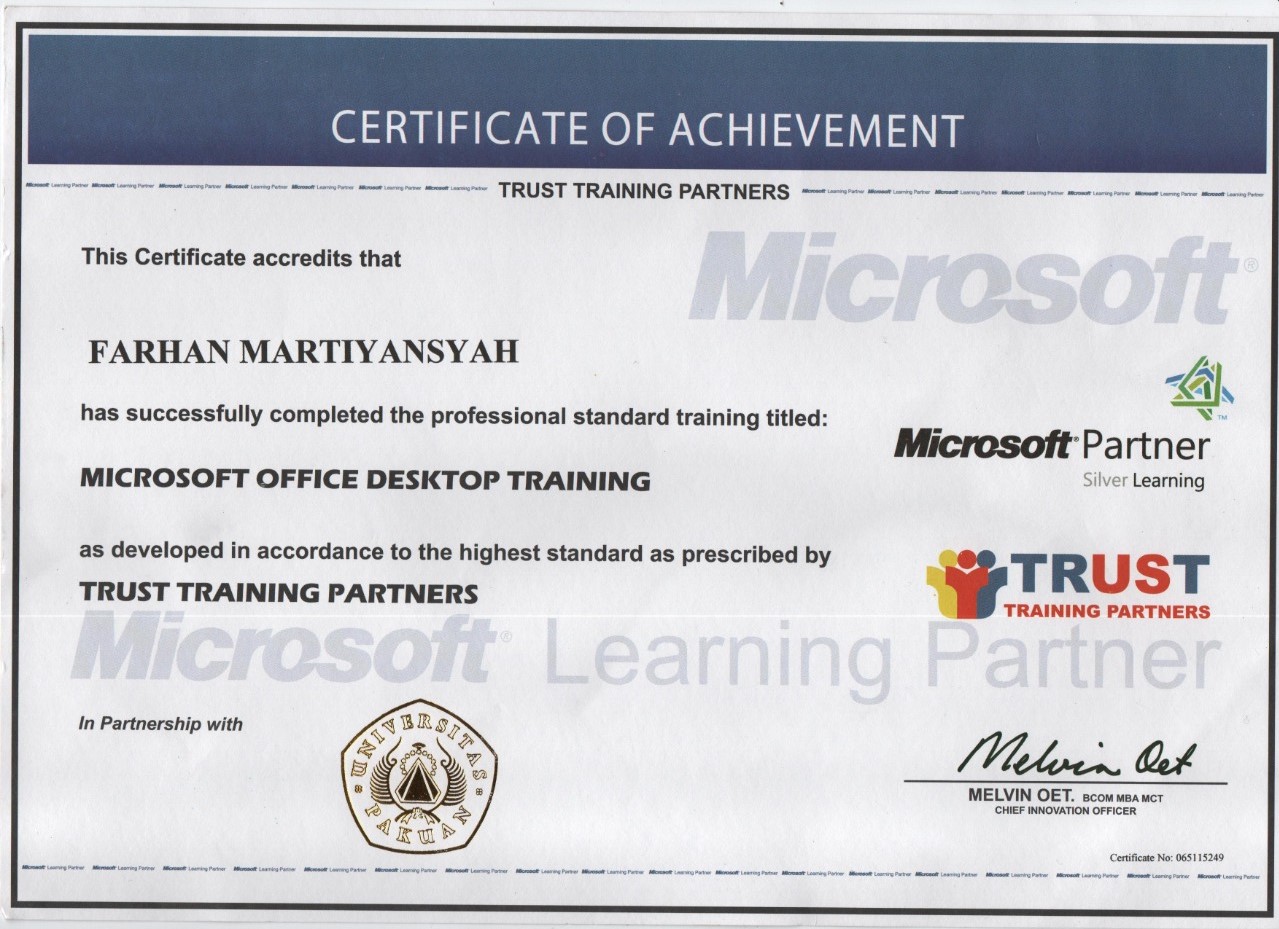 CERTIFICATE OF ACHIEVEMENT
Microsoft Learning Partner Microsoft Learning Partner Microsoft Learning Partner Microsoft Learning Partner Microsoft Learning Partner Microsoft Learning Partner Microsoft Learning Partner TRUST TRAINING PARTNERS Microsoft Learning Partner Microsoft Learning Partner Microsoft Learning Partner Microsoft Learning Partner Microsoft Learning Partner Microsoft Learning Partner Microsoft Learning Partner
This Certificate accredits that
Microsoft®
FARHAN MARTIYANSYAH
has successfully completed the professional standard training titled:
TM
Microsoft® Partner
Silver Learning
MICROSOFT OFFICE DESKTOP TRAINING
as developed in accordance to the highest standard as prescribed by
TRUST TRAINING PARTNERS
TRUST
TRAINING PARTNERS
Microsoft® Learning Partner
In Partnership with
UNIVERSITAS
PAKUAN
Melvin Oet
MELVIN OET. BCOM MBA MCT
CHIEF INNOVATION OFFICER
Certificate No: 065115249
Microsoft Learning Partner Microsoft Learning Partner Microsoft Learning Partner Microsoft Learning Partner Microsoft Learning Partner Microsoft Learning Partner Microsoft Learning Partner Microsoft Learning Partner Microsoft Learning Partner Microsoft Learning Partner Microsoft Learning Partner Microsoft Learning Partner Microsoft Learning Partner Microsoft Learning Partner Microsoft Learning Partner Microsoft Learning Partner Microsoft Learning Partner Microsoft Learning Partner